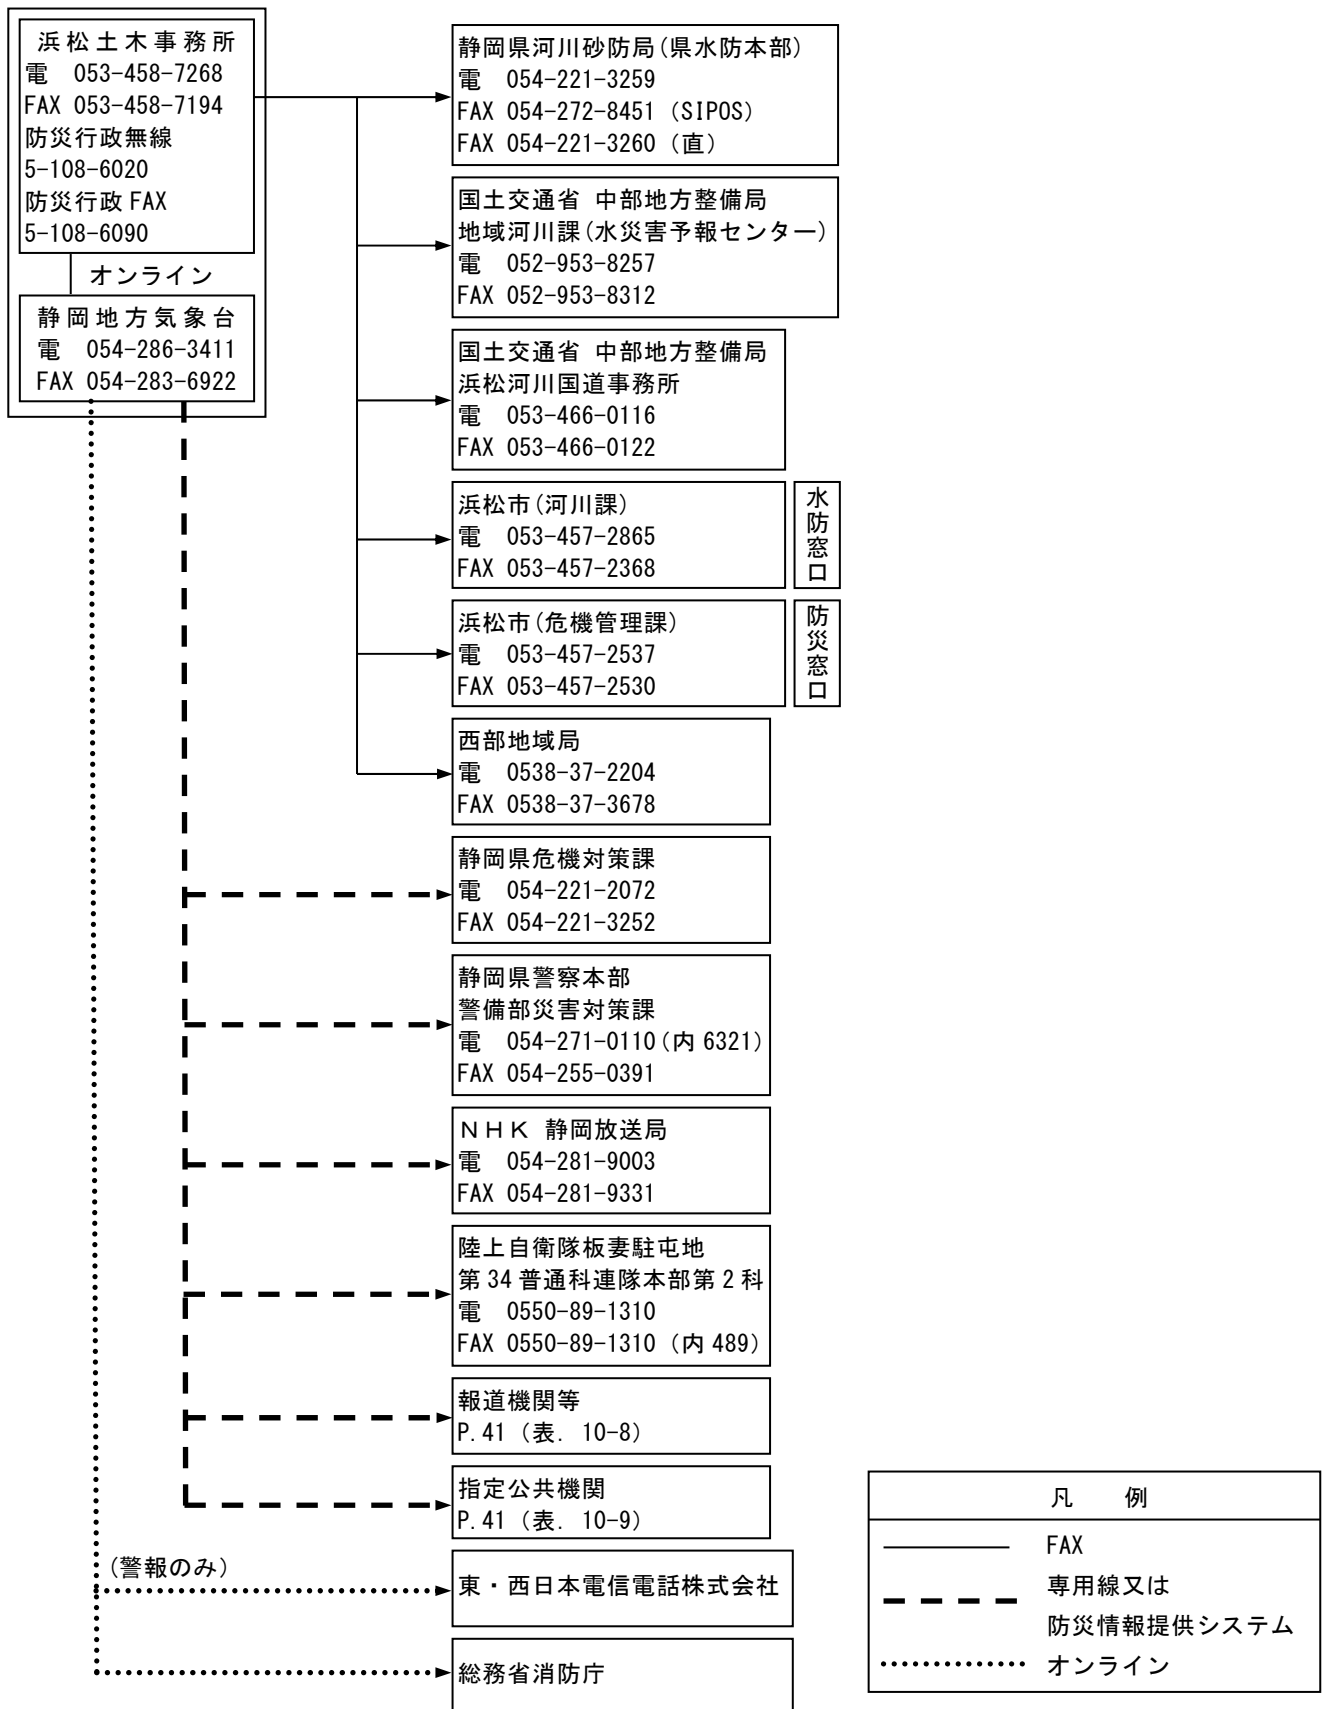 浜松土木事務所
電 053-458-7268
FAX 053-458-7194
防災行政無線
5-108-6020
防災行政 FAX
5-108-6090
オンライン
静岡地方気象台
電 054-286-3411
FAX 054-283-6922
静岡県河川砂防局(県水防本部)
電 054-221-3259
FAX 054-272-8451 (SIPOS)
FAX 054-221-3260 (直)
国土交通省 中部地方整備局
地域河川課(水災害予報センター)
電 052-953-8257
FAX 052-953-8312
国土交通省 中部地方整備局
浜松河川国道事務所
電 053-466-0116
FAX 053-466-0122
浜松市(河川課)
電 053-457-2865
FAX 053-457-2368
水防窓口
浜松市(危機管理課)
電 053-457-2537
FAX 053-457-2530
防災窓口
西部地域局
電 0538-37-2204
FAX 0538-37-3678
静岡県危機対策課
電 054-221-2072
FAX 054-221-3252
静岡県警察本部
警備部災害対策課
電 054-271-0110(内 6321)
FAX 054-255-0391
NHK 静岡放送局
電 054-281-9003
FAX 054-281-9331
陸上自衛隊板妻駐屯地
第 34 普通科連隊本部第 2 科
電 0550-89-1310
FAX 0550-89-1310 (内 489)
報道機関等
P.41 (表. 10-8)
指定公共機関
P.41 (表. 10-9)
(警報のみ)
東・西日本電信電話株式会社
総務省消防庁
凡 例
FAX
専用線又は
防災情報提供システム
オンライン